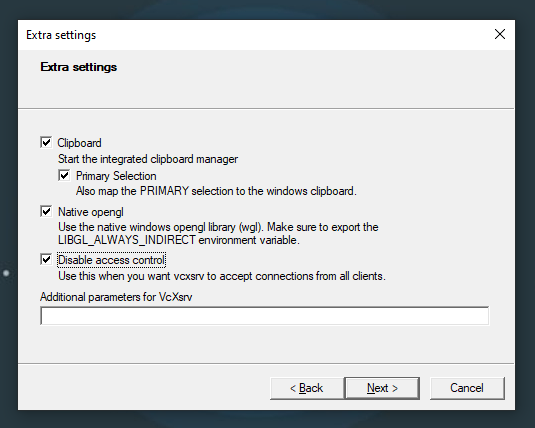 Extra settings
Extra settings
Clipboard
Start the integrated clipboard manager
Primary Selection
Also map the PRIMARY selection to the windows clipboard.
Native opengl
Use the native windows opengl library (wgl). Make sure to export the
LIBGL_ALWAYS_INDIRECT environment variable.
Disable access control
Use this when you want vcxsrv to accept connections from all clients.
Additional parameters for VcXsrv
< Back Next > Cancel